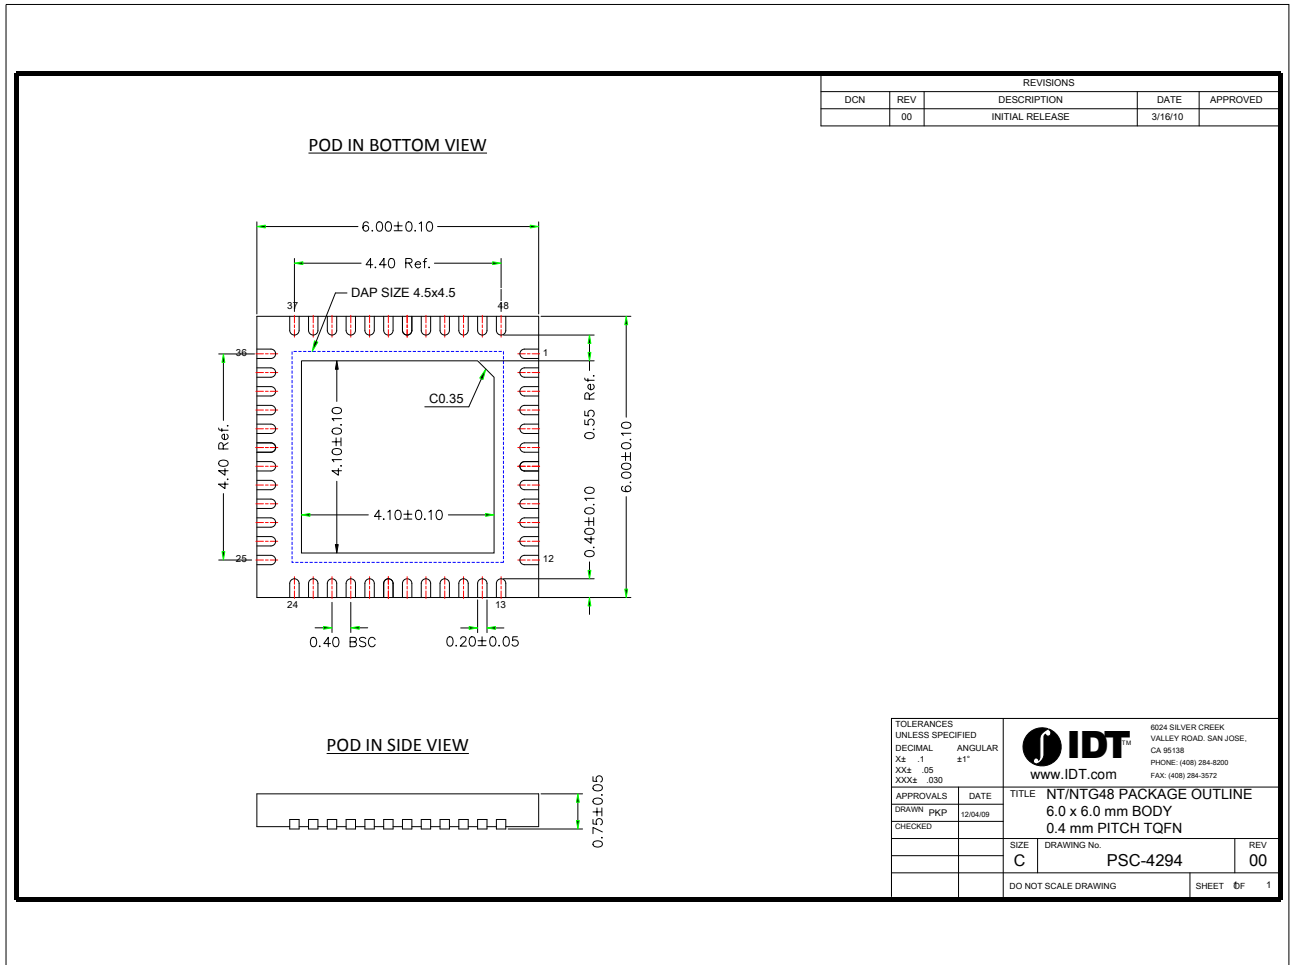 REVISIONS
DCN REV DESCRIPTION DATE APPROVED
00 INITIAL RELEASE 3/16/10
POD IN BOTTOM VIEW
6.00±0.10
4.40 Ref.
DAP SIZE 4.5x4.5
37 48
36 1
C0.35
0.55 Ref.
4.10±0.10
4.40 Ref.
6.00±0.10
4.10±0.10
0.40±0.10
25 12
24 13
0.40 BSC 0.20±0.05
POD IN SIDE VIEW
0.75±0.05
TOLERANCES
UNLESS SPECIFIED
DECIMAL ANGULAR
X± .1 ±1°
XX± .05
XXX± .030
IDT™
www.IDT.com
6024 SILVER CREEK
VALLEY ROAD. SAN JOSE,
CA 95138
PHONE: (408) 284-8200
FAX: (408) 284-3572
APPROVALS DATE
DRAWN PKP 12/04/09
CHECKED
TITLE NT/NTG48 PACKAGE OUTLINE
6.0 x 6.0 mm BODY
0.4 mm PITCH TQFN
SIZE DRAWING No. REV
C PSC-4294 00
DO NOT SCALE DRAWING SHEET OF 1